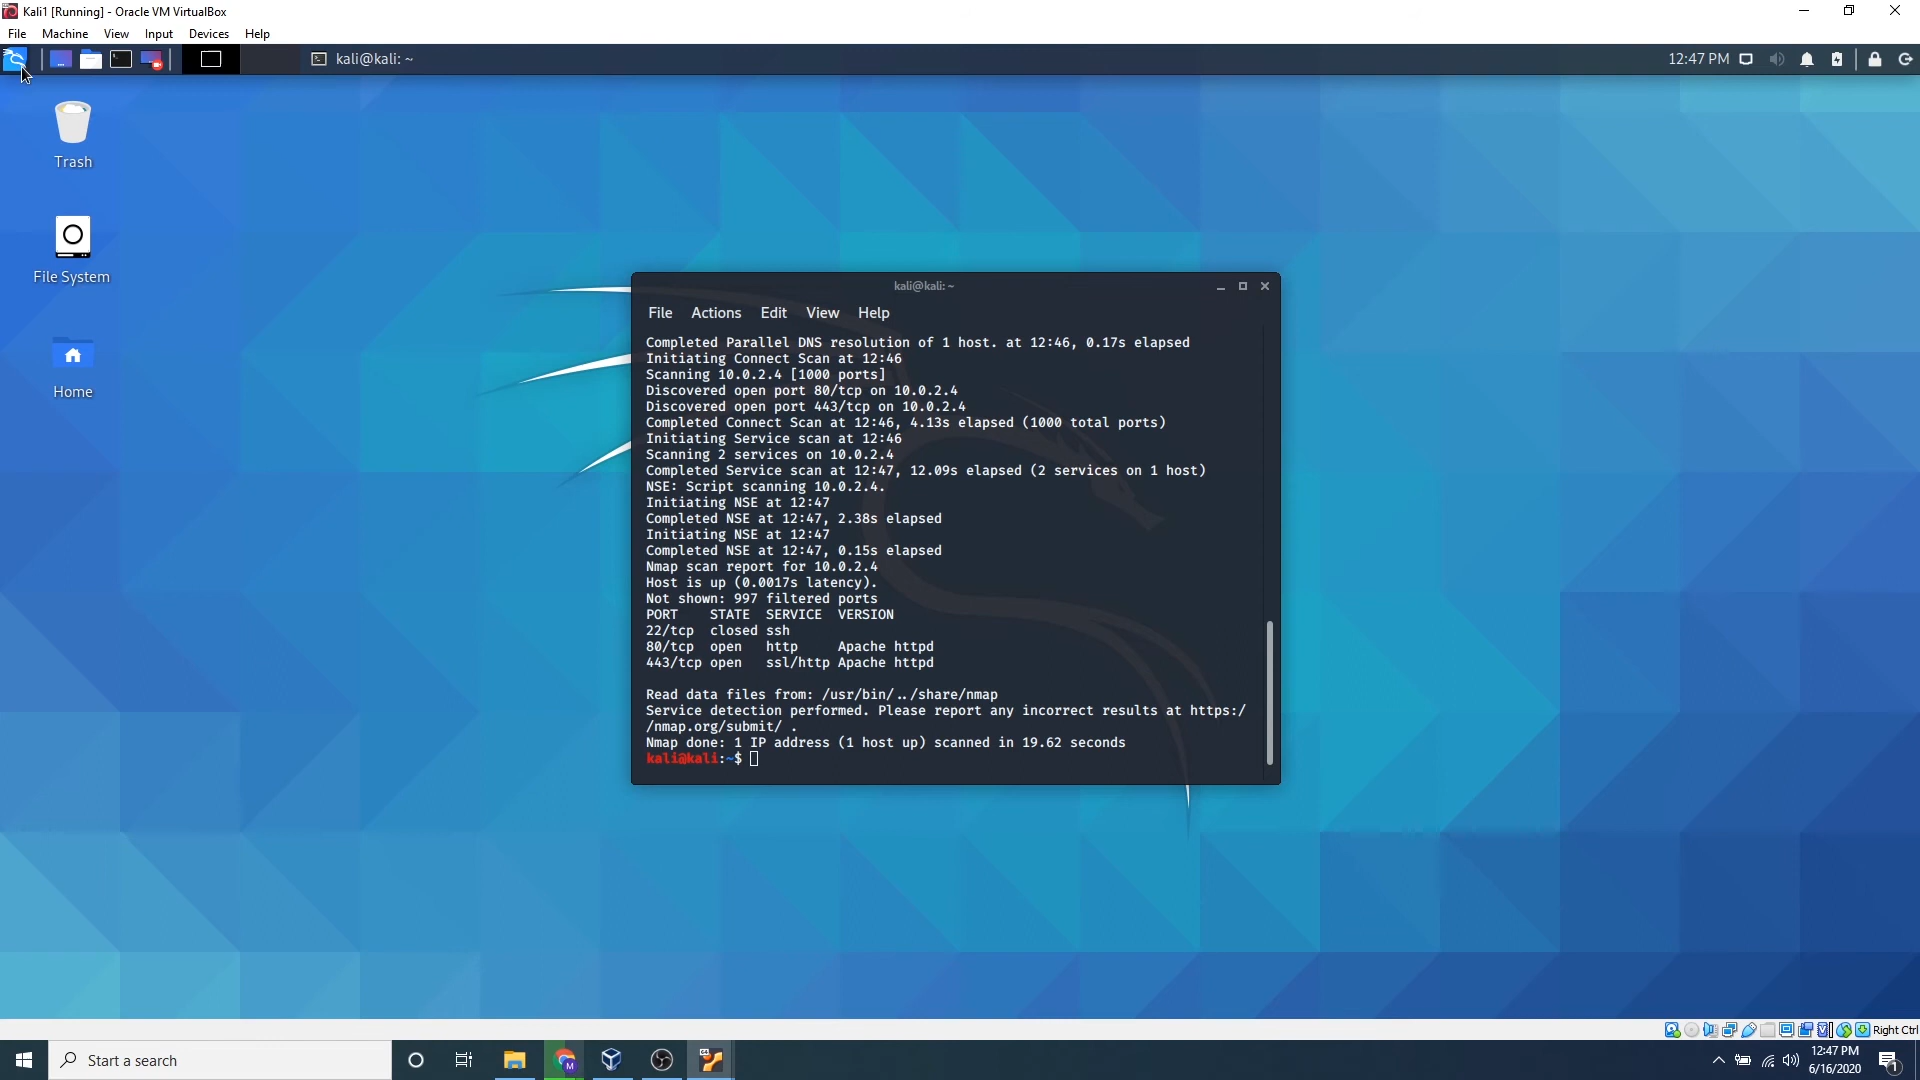 Kali1 [Running] - Oracle VM VirtualBox
File Machine View Input Devices Help
kali@kali: ~
12:47 PM
Trash
File System
Home
kali@kali: ~
File Actions Edit View Help
Completed Parallel DNS resolution of 1 host. at 12:46, 0.17s elapsed
Initiating Connect Scan at 12:46
Scanning 10.0.2.4 [1000 ports]
Discovered open port 80/tcp on 10.0.2.4
Discovered open port 443/tcp on 10.0.2.4
Completed Connect Scan at 12:46, 4.13s elapsed (1000 total ports)
Initiating Service scan at 12:46
Scanning 2 services on 10.0.2.4
Completed Service scan at 12:47, 12.09s elapsed (2 services on 1 host)
NSE: Script scanning 10.0.2.4.
Initiating NSE at 12:47
Completed NSE at 12:47, 2.38s elapsed
Initiating NSE at 12:47
Completed NSE at 12:47, 0.15s elapsed
Nmap scan report for 10.0.2.4
Host is up (0.0017s latency).
Not shown: 997 filtered ports
PORT    STATE  SERVICE  VERSION
22/tcp  closed ssh
80/tcp  open   http     Apache httpd
443/tcp open   ssl/http Apache httpd
Read data files from: /usr/bin/../share/nmap
Service detection performed. Please report any incorrect results at https:/
/nmap.org/submit/ .
Nmap done: 1 IP address (1 host up) scanned in 19.62 seconds
kali@kali:~$
Right Ctrl
Start a search
M
64
12:47 PM
6/16/2020
1